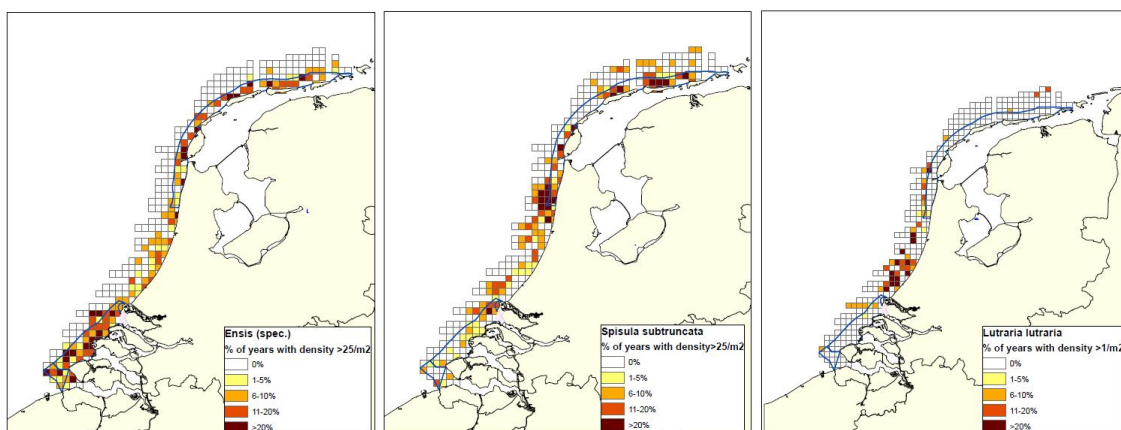 Ensis (spec.)
% of years with density >25/m2
0%
1-5%
6-10%
11-20%
>20%
Spisula subtruncata
% of years with density>25/m2
0%
1-5%
6-10%
11-20%
>20%
Lutraria lutraria
% of years with density >1/m2
0%
1-5%
6-10%
11-20%
>20%